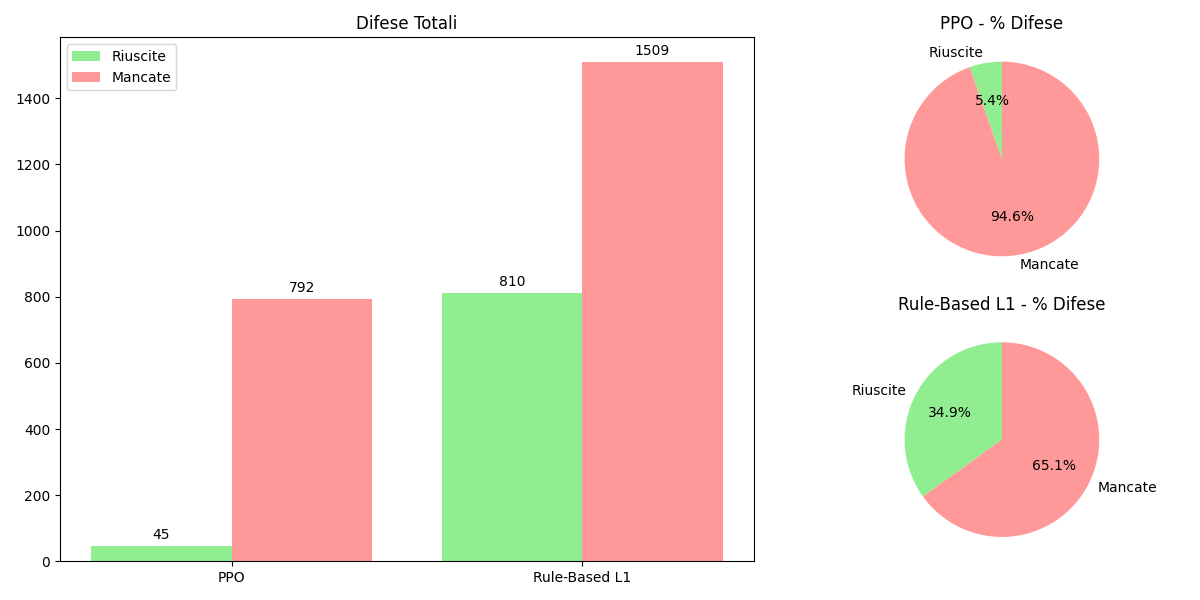 Difese Totali
Riuscite
Mancate
1400
1200
1000
800
600
400
200
0
45
792
810
1509
PPO
Rule-Based L1
PPO - % Difese
Riuscite
5.4%
94.6%
Mancate
Rule-Based L1 - % Difese
Riuscite
34.9%
65.1%
Mancate